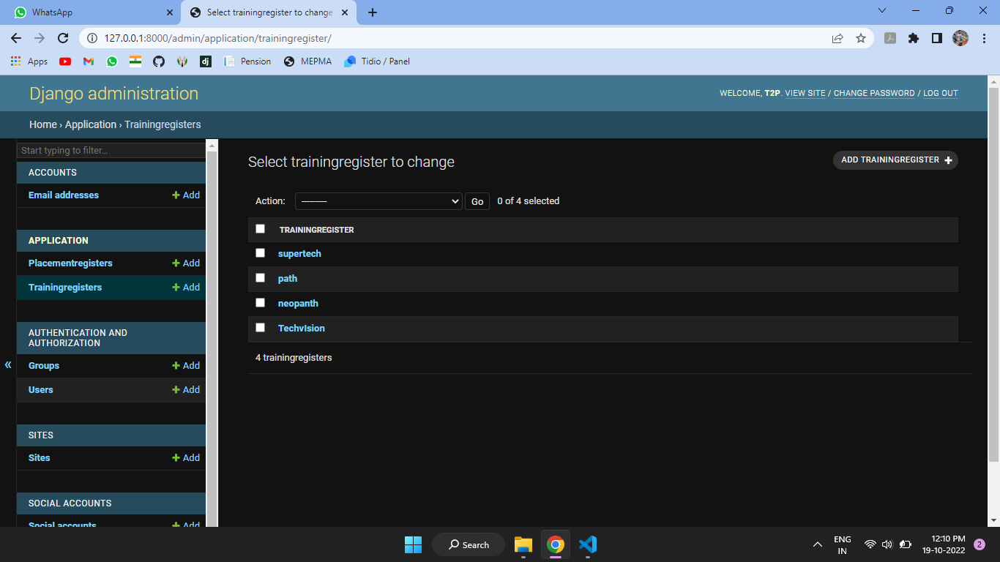 WhatsApp
Select trainingregister to change
127.0.0.1:8000/admin/application/trainingregister/
Apps
dj
Pension
MEPMA
Tidio / Panel
Django administration
WELCOME, T2P. VIEW SITE / CHANGE PASSWORD / LOG OUT
Home › Application › Trainingregisters
Start typing to filter…
ACCOUNTS
Email addresses + Add
APPLICATION
Placementregisters + Add
Trainingregisters + Add
AUTHENTICATION AND
AUTHORIZATION
Groups + Add
Users + Add
SITES
Sites + Add
SOCIAL ACCOUNTS
Social accounts + Add
«
Select trainingregister to change
ADD TRAININGREGISTER +
Action: --------- Go 0 of 4 selected
TRAININGREGISTER
supertech
path
neopanth
TechvIsion
4 trainingregisters
Search
ENG
IN
12:10 PM
19-10-2022
2